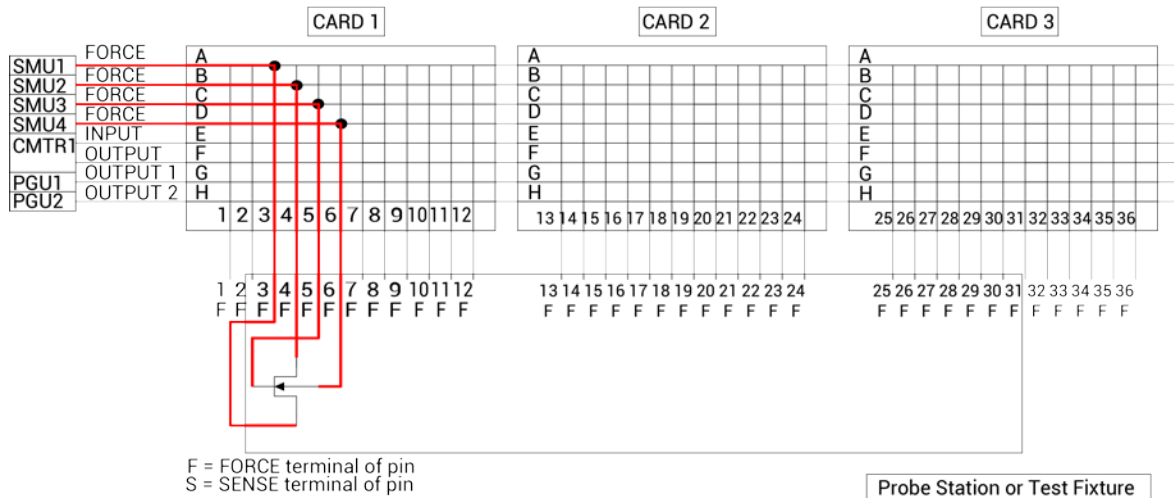 CARD 1 CARD 2 CARD 3
FORCE
A A A
SMU1
FORCE
B B B
SMU2
FORCE
C C C
SMU3
FORCE
D D D
SMU4
INPUT
E E E
CMTR1
OUTPUT
F F F
OUTPUT 1
G G G
PGU1
OUTPUT 2
H H H
PGU2
1 2 3 4 5 6 7 8 9 10 11 12 13 14 15 16 17 18 19 20 21 22 23 24 25 26 27 28 29 30 31 32 33 34 35 36
1 2 3 4 5 6 7 8 9 10 11 12 13 14 15 16 17 18 19 20 21 22 23 24 25 26 27 28 29 30 31 32 33 34 35 36
F F F F F F F F F F F F F F F F F F F F F F F F F F F F F F F F F F F F
F = FORCE terminal of pin
S = SENSE terminal of pin
Probe Station or Test Fixture